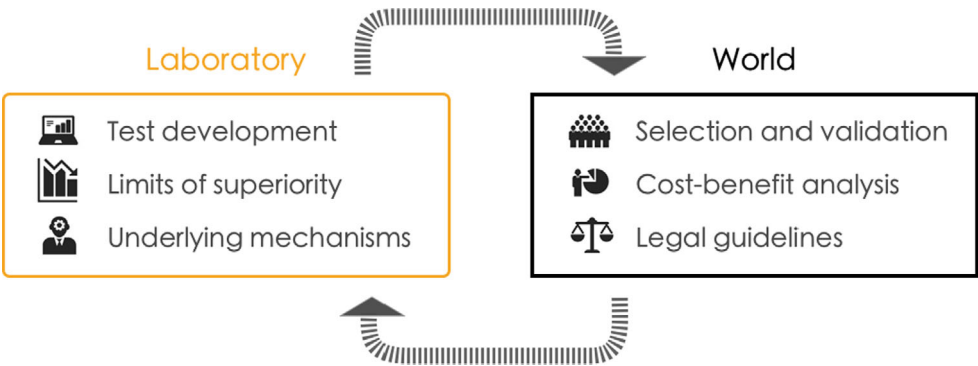 Laboratory
Test development
Limits of superiority
Underlying mechanisms
World
Selection and validation
Cost-benefit analysis
Legal guidelines